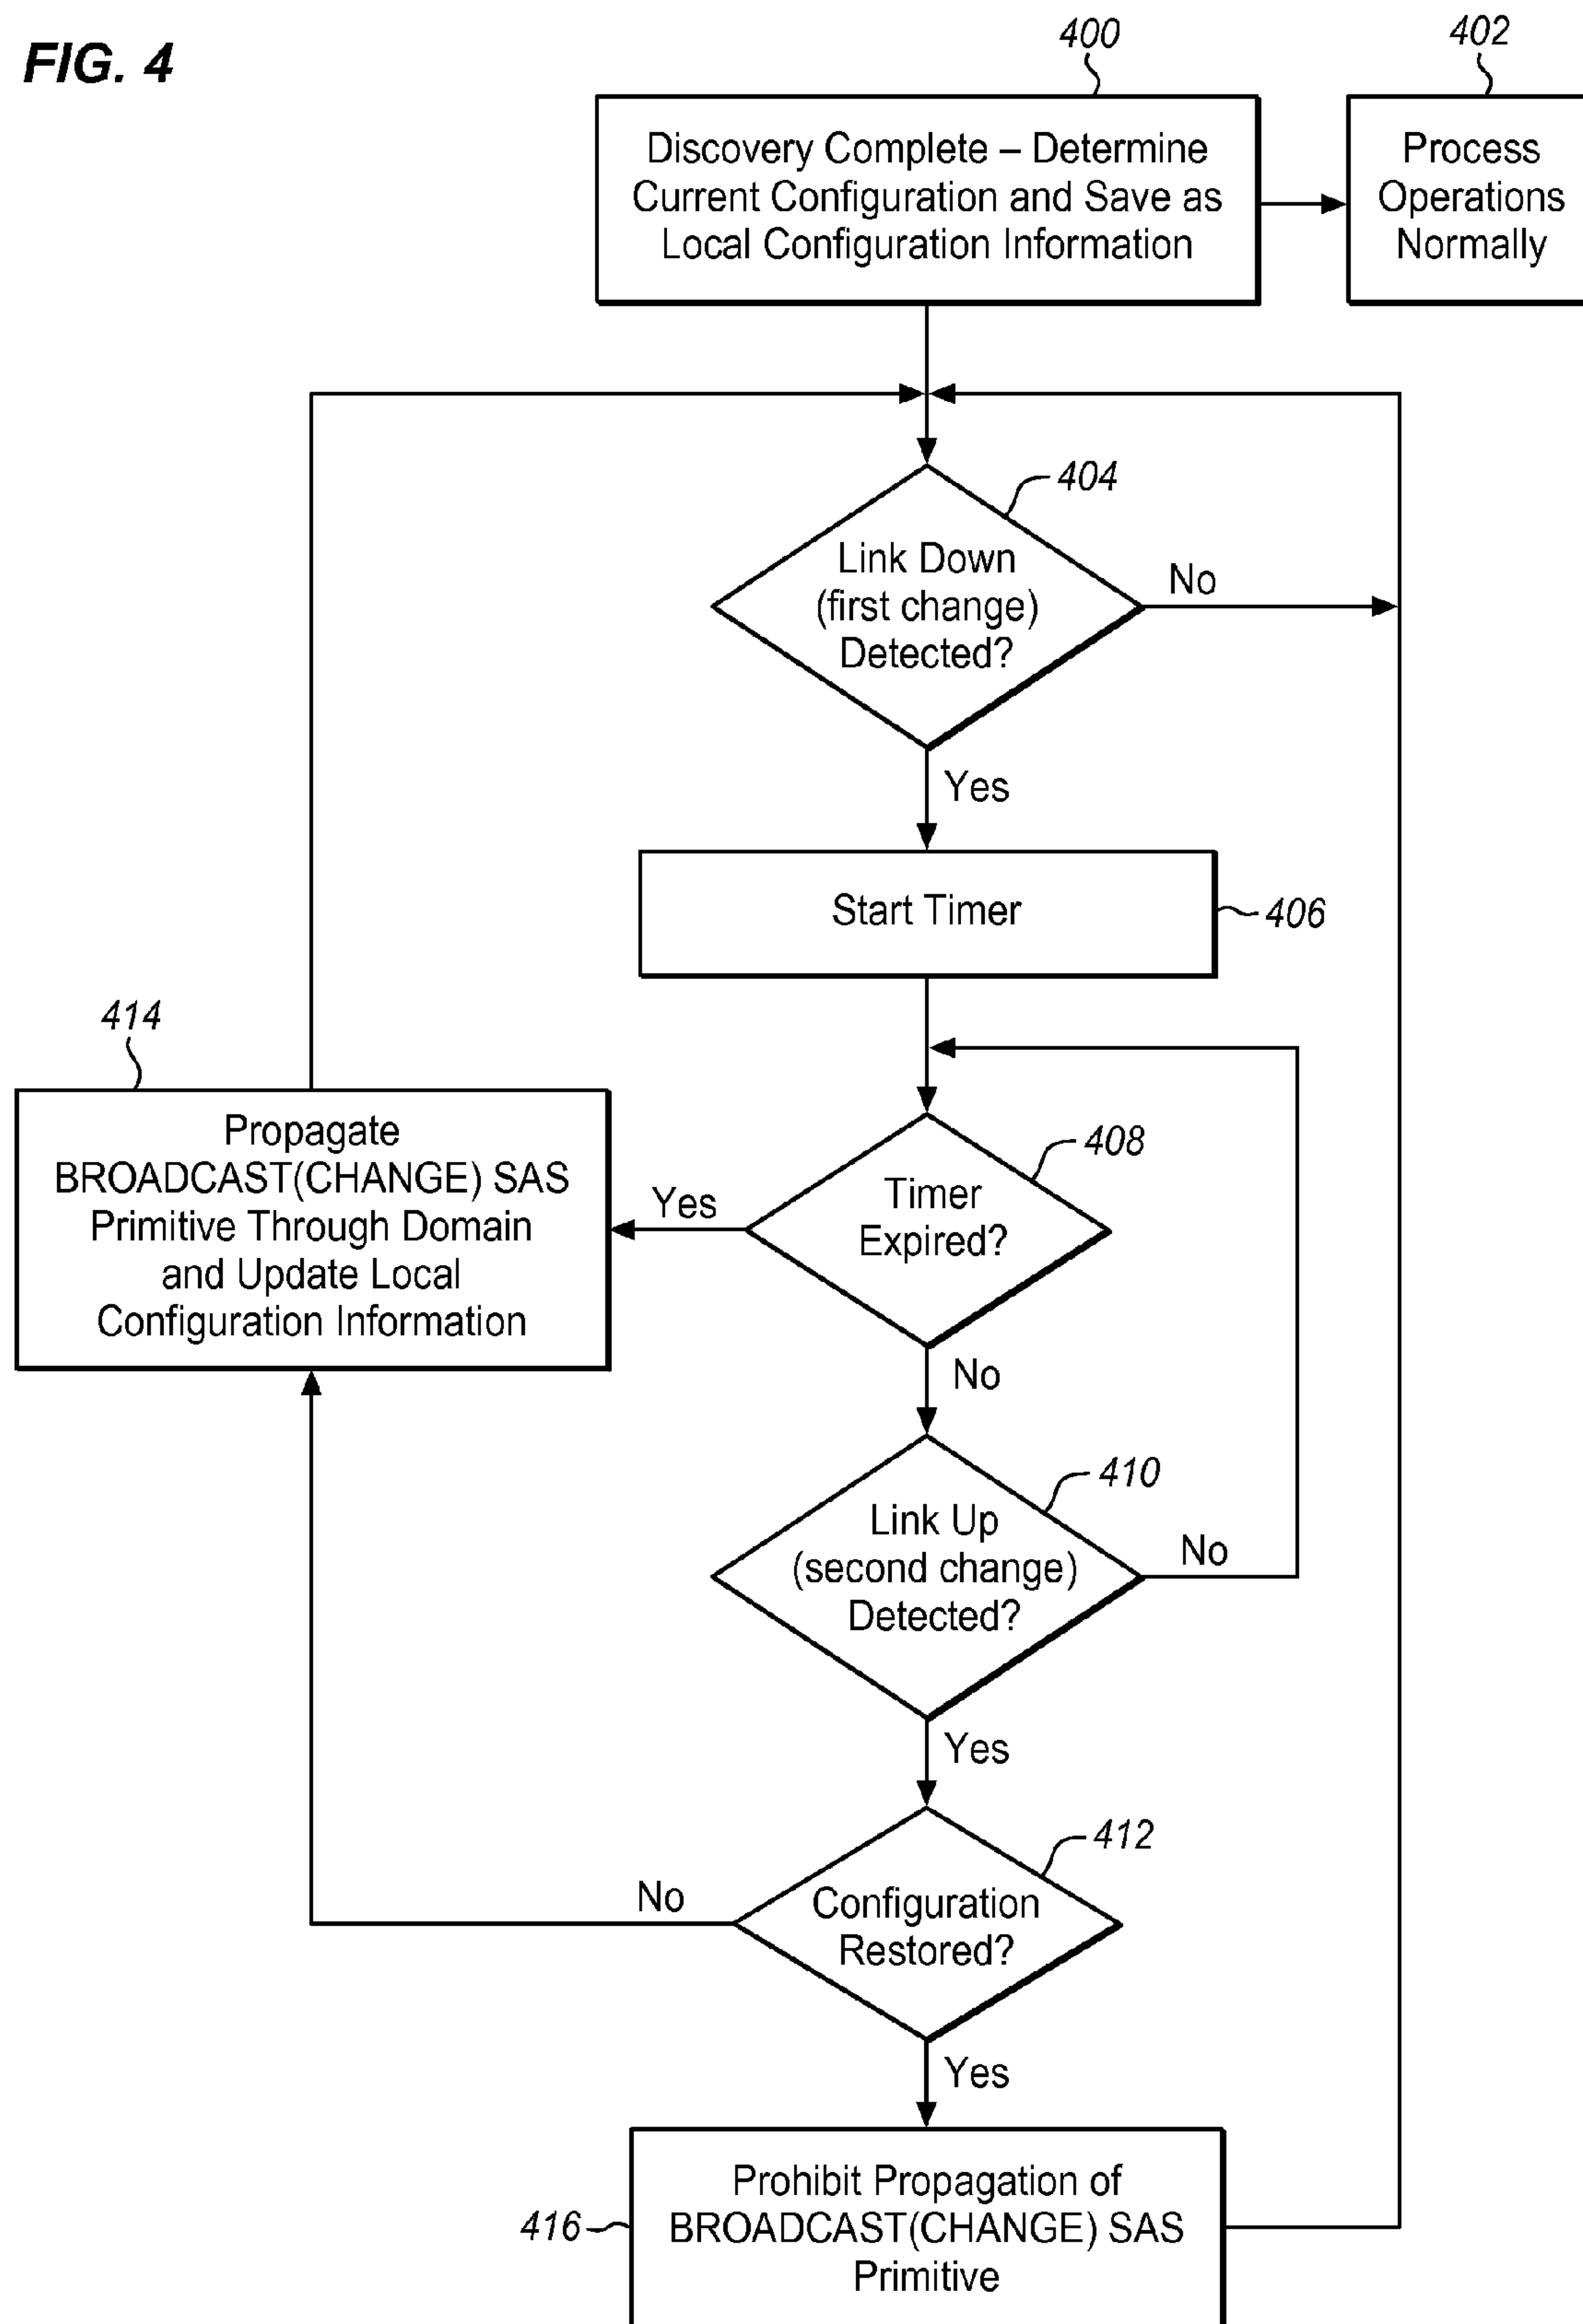 FIG. 4
400
402
Discovery Complete – Determine
Current Configuration and Save as
Local Configuration Information
Process
Operations
Normally
404
Link Down
(first change)
Detected?
No
Yes
Start Timer
406
414
Propagate
BROADCAST(CHANGE) SAS
Primitive Through Domain
and Update Local
Configuration Information
408
Timer
Expired?
Yes
No
410
Link Up
(second change)
Detected?
No
Yes
412
Configuration
Restored?
No
Yes
416
Prohibit Propagation of
BROADCAST(CHANGE) SAS
Primitive